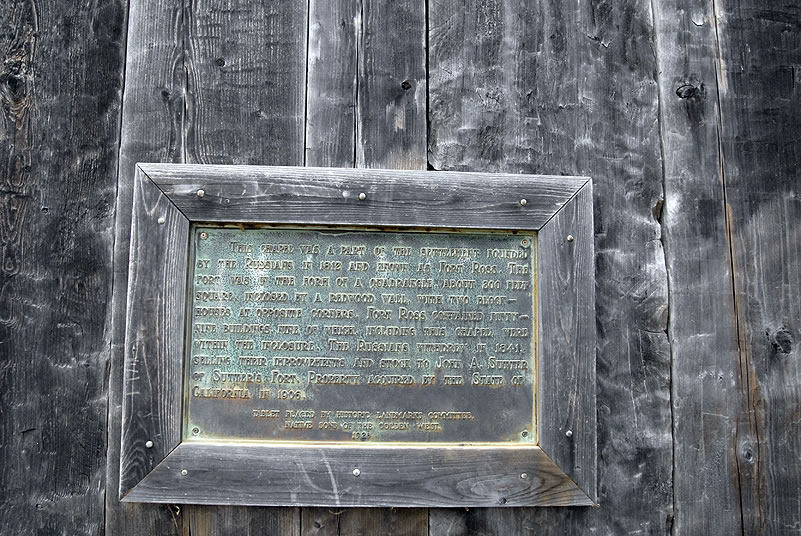 THIS CHAPEL WAS A PART OF THE SETTLEMENT FOUNDED
BY THE RUSSIANS IN 1812 AND KNOWN AS FORT ROSS. THE
FORT WAS IN THE FORM OF A QUADRANGLE, ABOUT 300 FEET
SQUARE, INCLOSED BY A REDWOOD WALL WITH TWO BLOCK-
HOUSES AT OPPOSITE CORNERS. FORT ROSS CONTAINED FIFTY-
NINE BUILDINGS, NINE OF WHICH, INCLUDING THIS CHAPEL WERE
WITHIN THE INCLOSURE. THE RUSSIANS WITHDREW IN 1841,
SELLING THEIR IMPROVEMENTS AND STOCK TO JOHN A. SUTTER
OF SUTTER'S FORT. PROPERTY ACQUIRED BY THE STATE OF
CALIFORNIA IN 1906.
TABLET PLACED BY HISTORIC LANDMARKS COMMITTEE,
NATIVE SONS OF THE GOLDEN WEST.